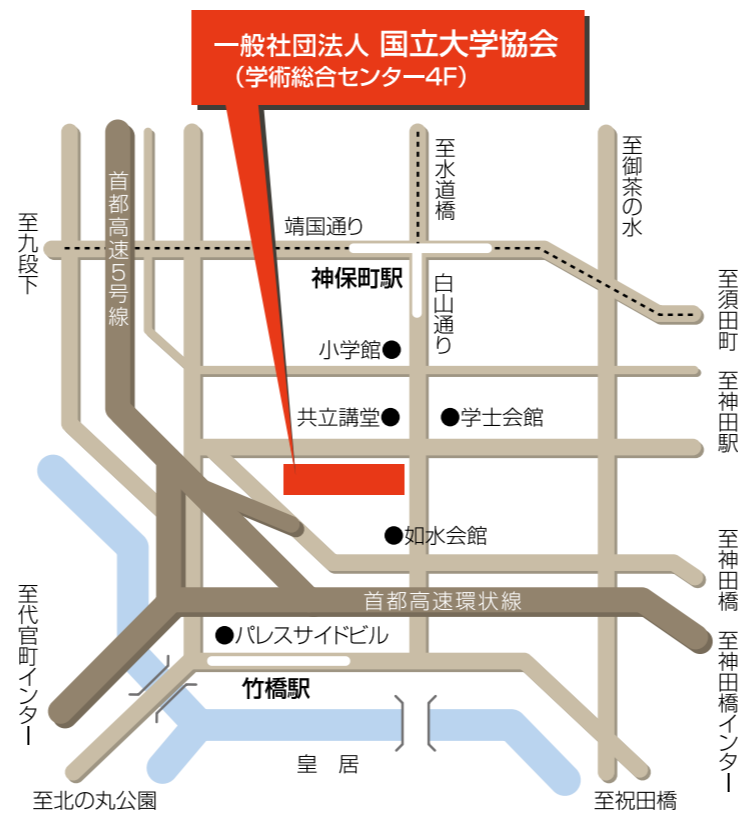 一般社団法人 国立大学協会
（学術総合センター4F）
至水道橋
至御茶の水
首都高速5号線
至九段下
靖国通り
神保町駅
白山通り
至須田町
小学館
至神田駅
共立講堂
学士会館
如水会館
至神田橋
至代官町インター
首都高速環状線
パレスサイドビル
至神田橋インター
竹橋駅
皇 居
至北の丸公園
至祝田橋